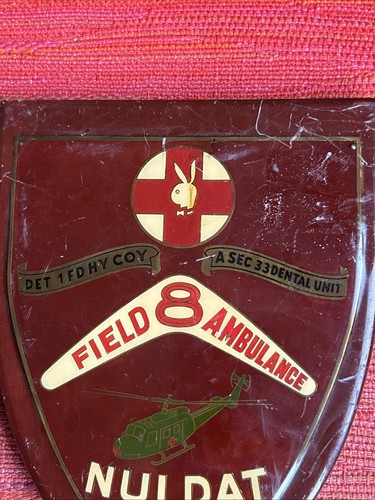 DET 1 FD HY COY
A SEC 33 DENTAL UNIT
FIELD 8 AMBULANCE
NUI DAT